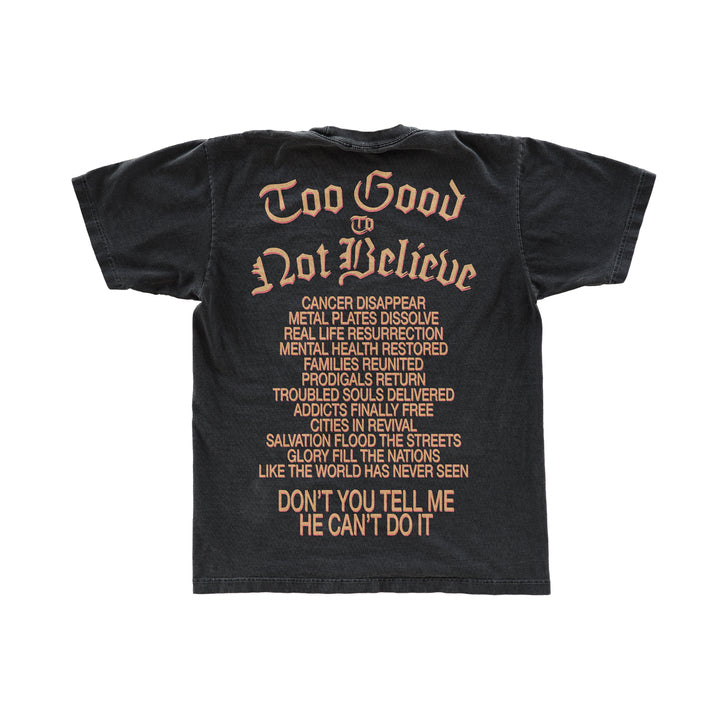 Too Good
To
Not Believe
CANCER DISAPPEAR
METAL PLATES DISSOLVE
REAL LIFE RESURRECTION
MENTAL HEALTH RESTORED
FAMILIES REUNITED
PRODIGALS RETURN
TROUBLED SOULS DELIVERED
ADDICTS FINALLY FREE
CITIES IN REVIVAL
SALVATION FLOOD THE STREETS
GLORY FILL THE NATIONS
LIKE THE WORLD HAS NEVER SEEN
DON'T YOU TELL ME
HE CAN'T DO IT